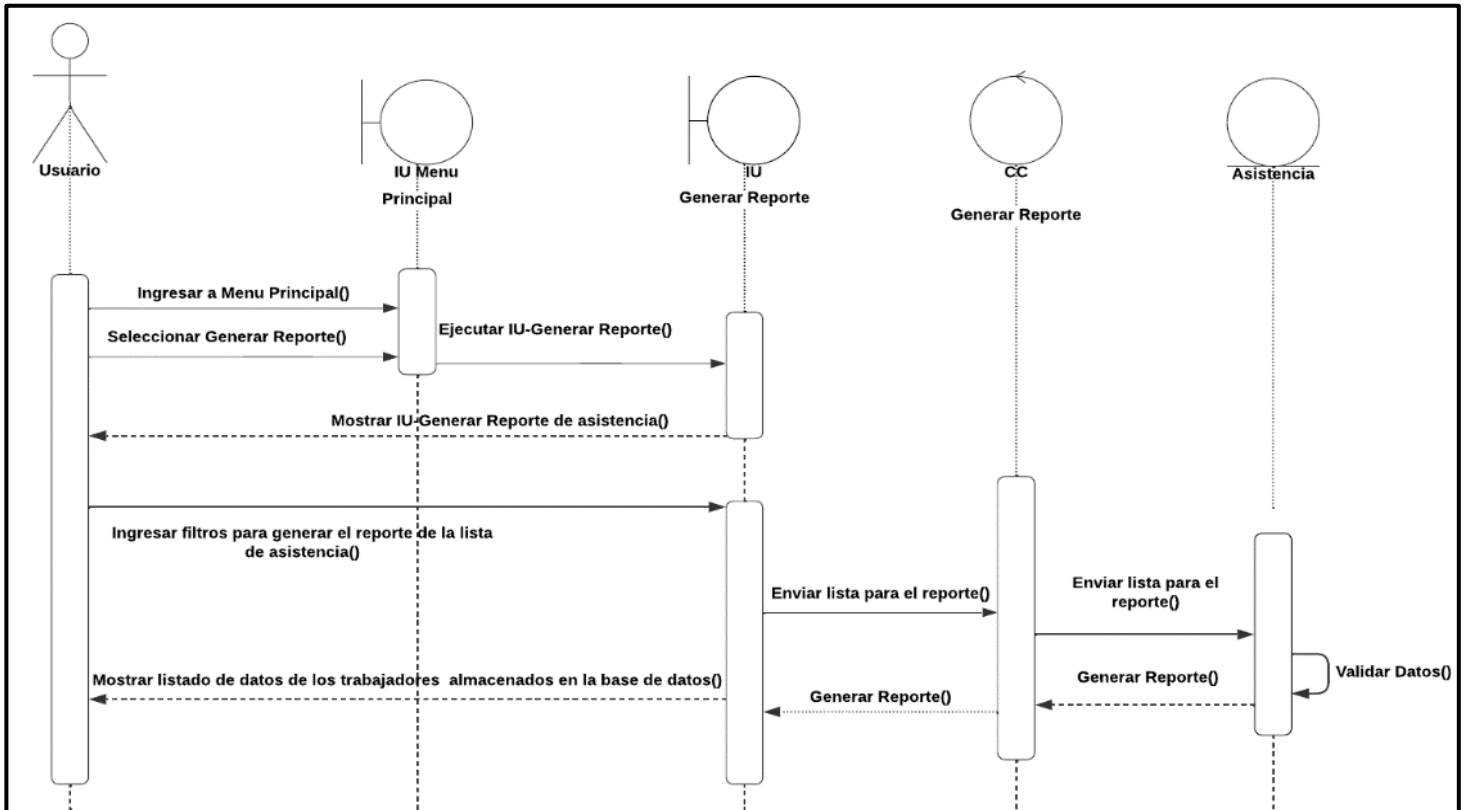 Usuario
IU Menu
Principal
IU
Generar Reporte
CC
Generar Reporte
Asistencia
Ingresar a Menu Principal()
Seleccionar Generar Reporte()
Ejecutar IU-Generar Reporte()
Mostrar IU-Generar Reporte de asistencia()
Ingresar filtros para generar el reporte de la lista
de asistencia()
Enviar lista para el reporte()
Enviar lista para el
reporte()
Validar Datos()
Generar Reporte()
Generar Reporte()
Mostrar listado de datos de los trabajadores almacenados en la base de datos()